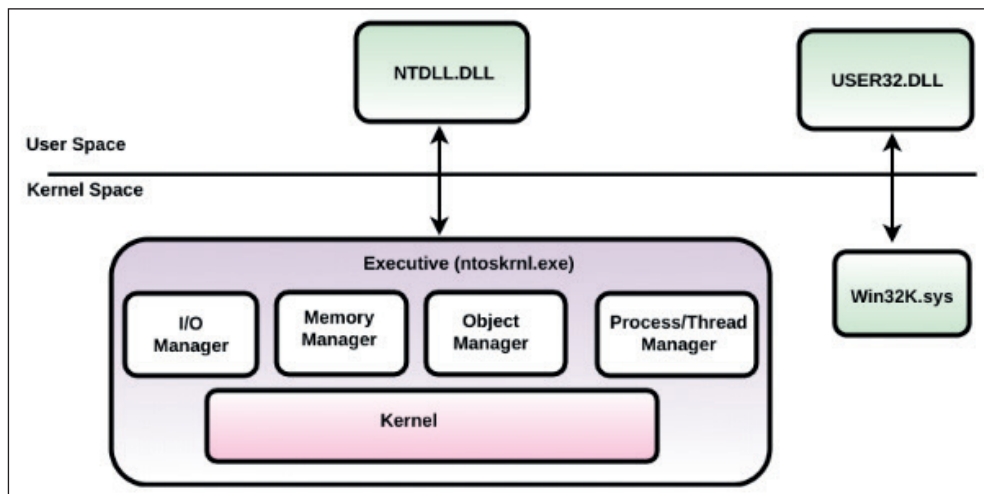 NTDLL.DLL
USER32.DLL
User Space
Kernel Space
Executive (ntoskrnl.exe)
I/O
Manager
Memory
Manager
Object
Manager
Process/Thread
Manager
Win32K.sys
Kernel